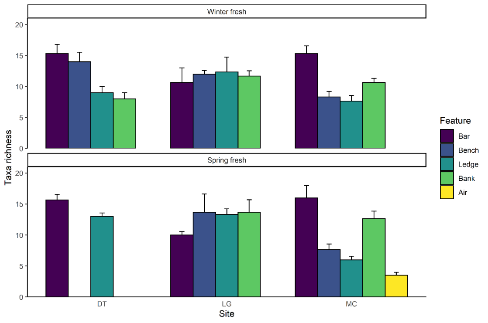 Winter fresh
20
15
10
5
0
Taxa richness
Spring fresh
20
15
10
5
0
DT LG MC
Site
Feature
Bar
Bench
Ledge
Bank
Air